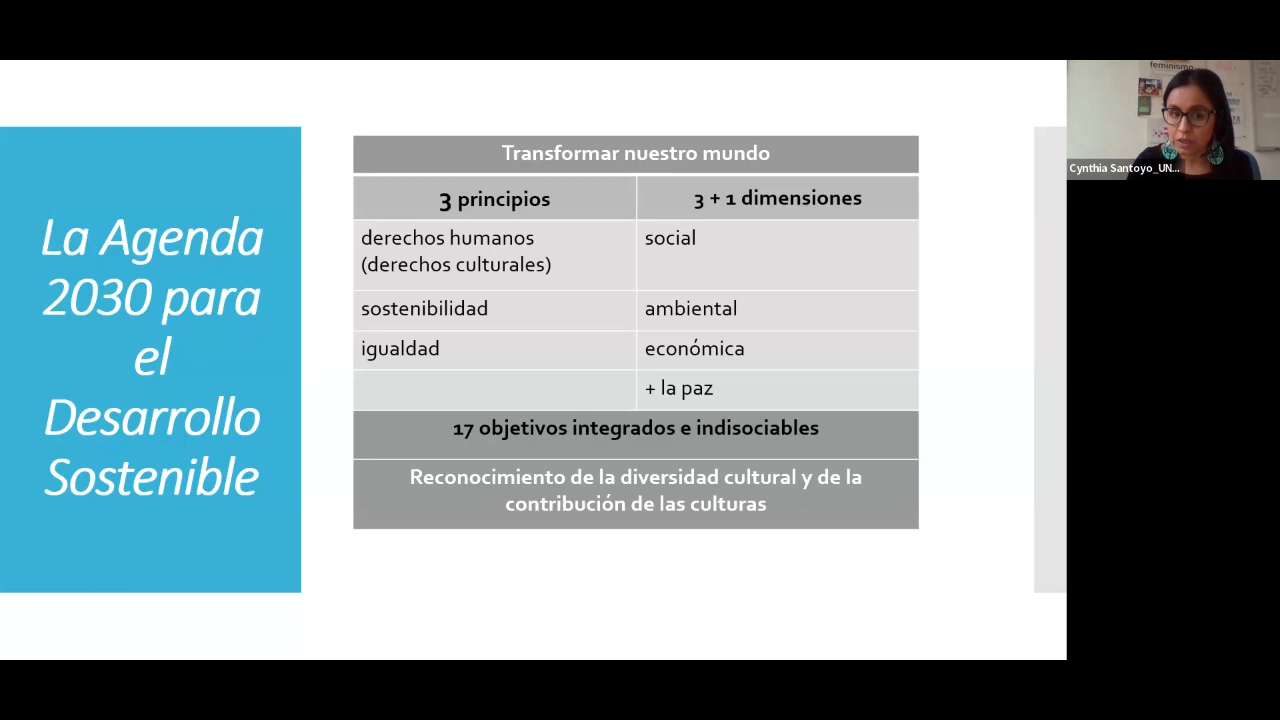 La Agenda
2030 para
el
Desarrollo
Sostenible
Transformar nuestro mundo
3 principios
3 + 1 dimensiones
derechos humanos
(derechos culturales)
social
sostenibilidad
ambiental
igualdad
económica
+ la paz
17 objetivos integrados e indisociables
Reconocimiento de la diversidad cultural y de la
contribución de las culturas
feminismo
Cynthia Santoyo_UN...